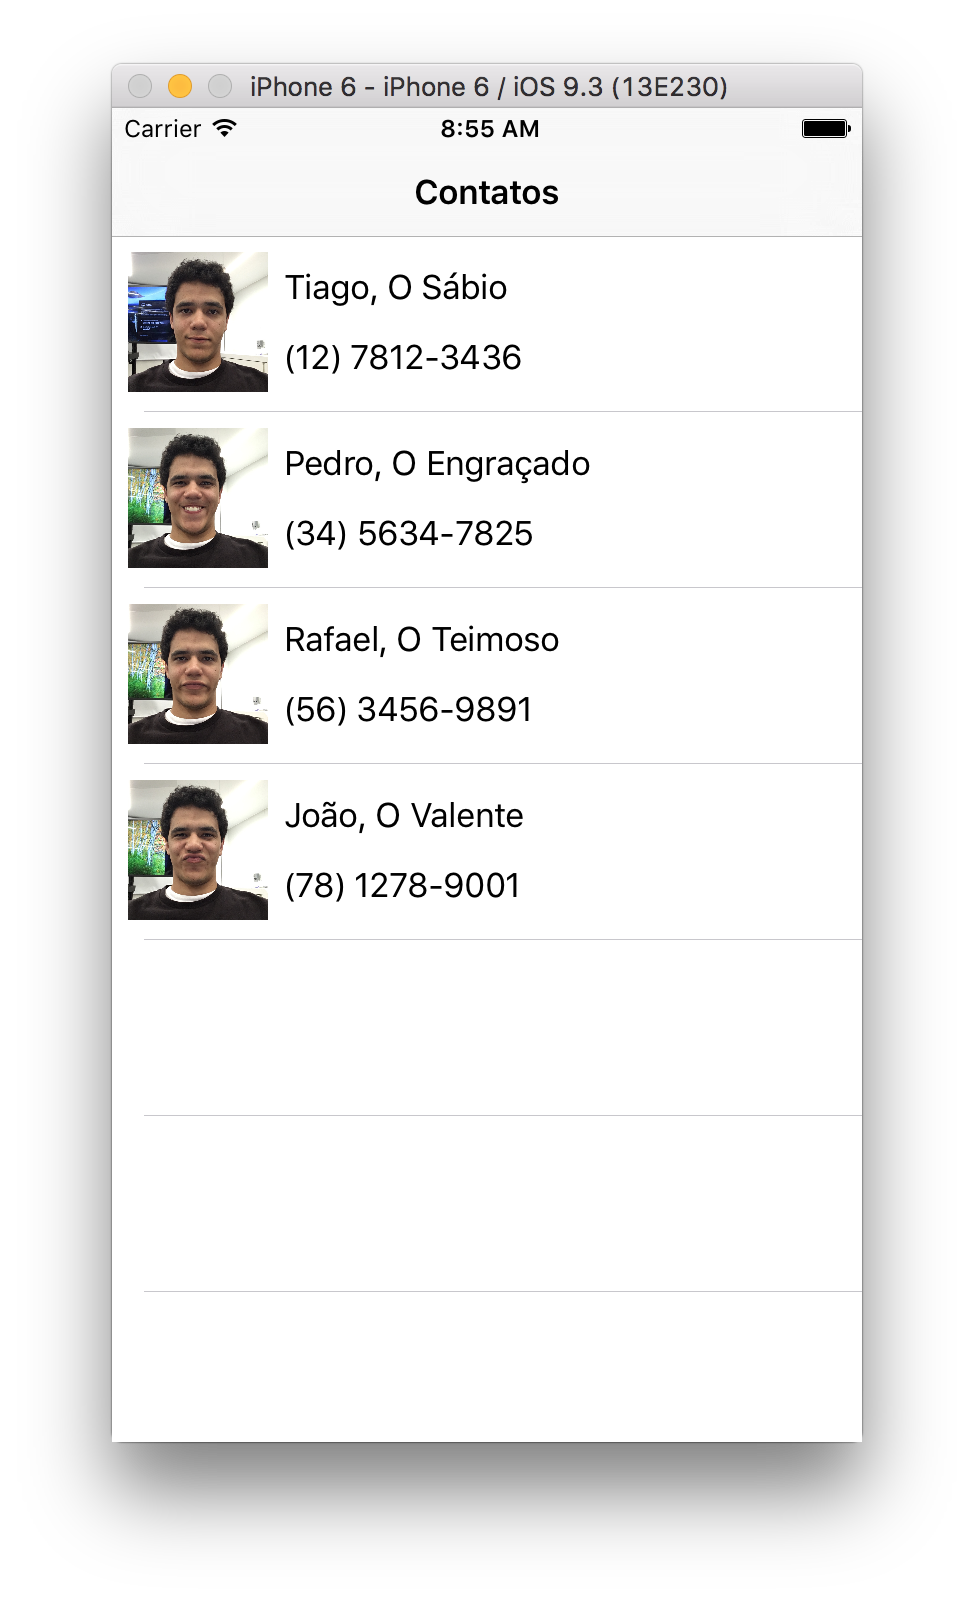 iPhone 6 - iPhone 6 / iOS 9.3 (13E230)
Carrier 8:55 AM
Contatos
Tiago, O Sábio
(12) 7812-3436
Pedro, O Engraçado
(34) 5634-7825
Rafael, O Teimoso
(56) 3456-9891
João, O Valente
(78) 1278-9001